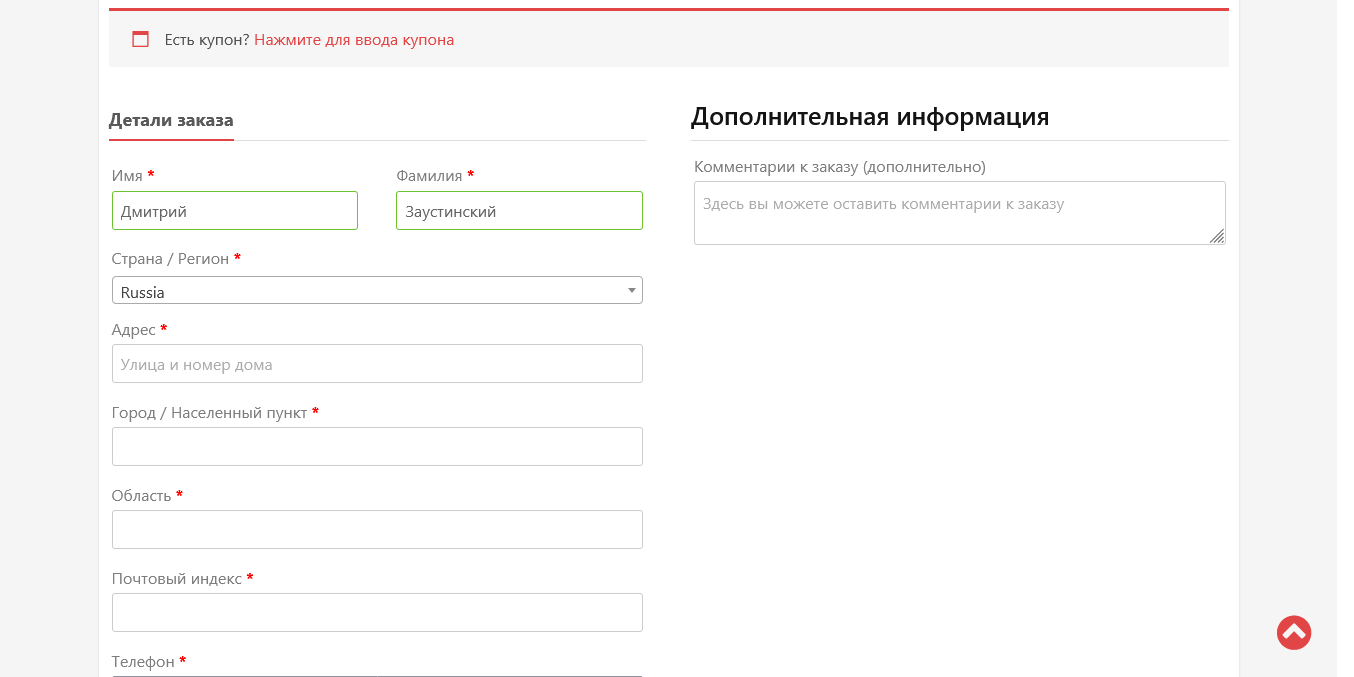 Есть купон? Нажмите для ввода купона
Детали заказа
Имя *
Фамилия *
Дмитрий
Заустинский
Страна / Регион *
Russia
Адрес *
Улица и номер дома
Город / Населенный пункт *
Область *
Почтовый индекс *
Телефон *
Дополнительная информация
Комментарии к заказу (дополнительно)
Здесь вы можете оставить комментарии к заказу